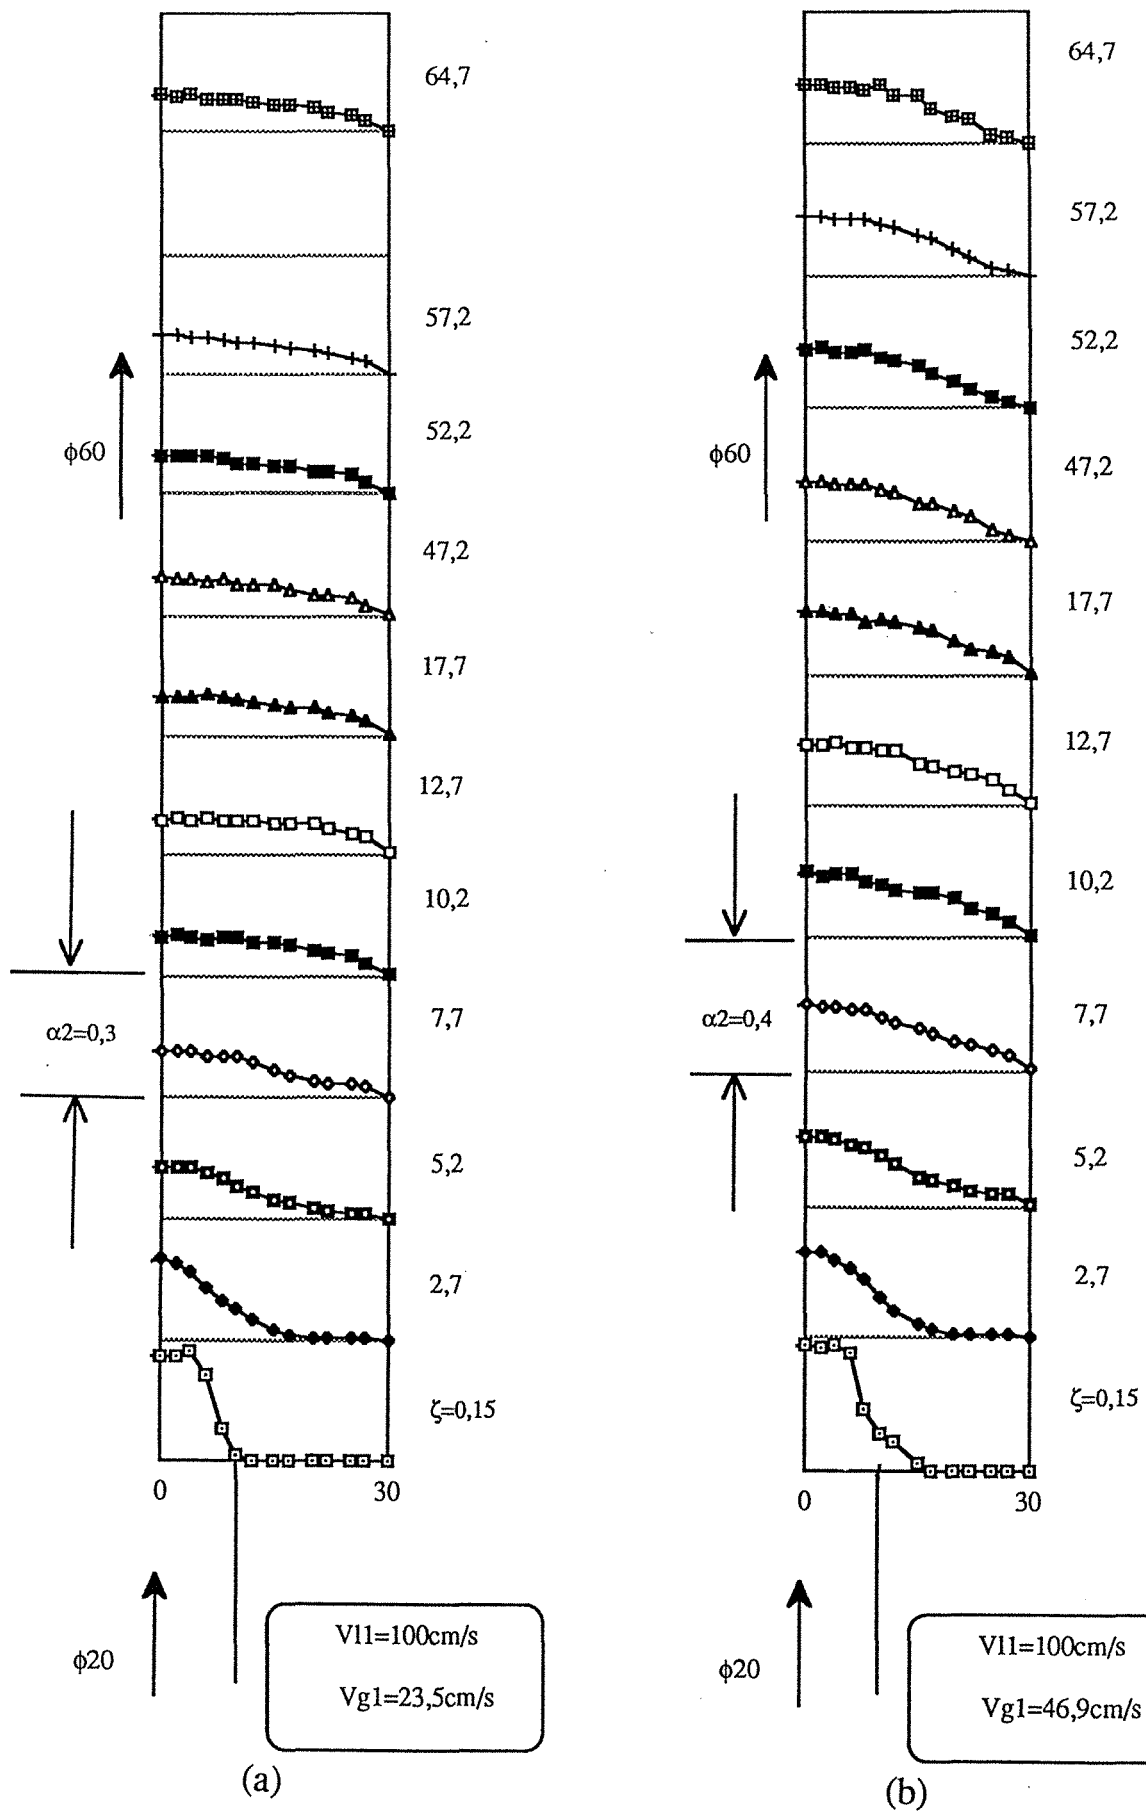 64,7
57,2
52,2
φ60
47,2
17,7
12,7
10,2
7,7
α2=0,3
5,2
2,7
ζ=0,15
0
30
φ20
Vl1=100cm/s
Vg1=23,5cm/s
(a)
64,7
57,2
52,2
φ60
47,2
17,7
12,7
10,2
7,7
α2=0,4
5,2
2,7
ζ=0,15
0
30
φ20
Vl1=100cm/s
Vg1=46,9cm/s
(b)